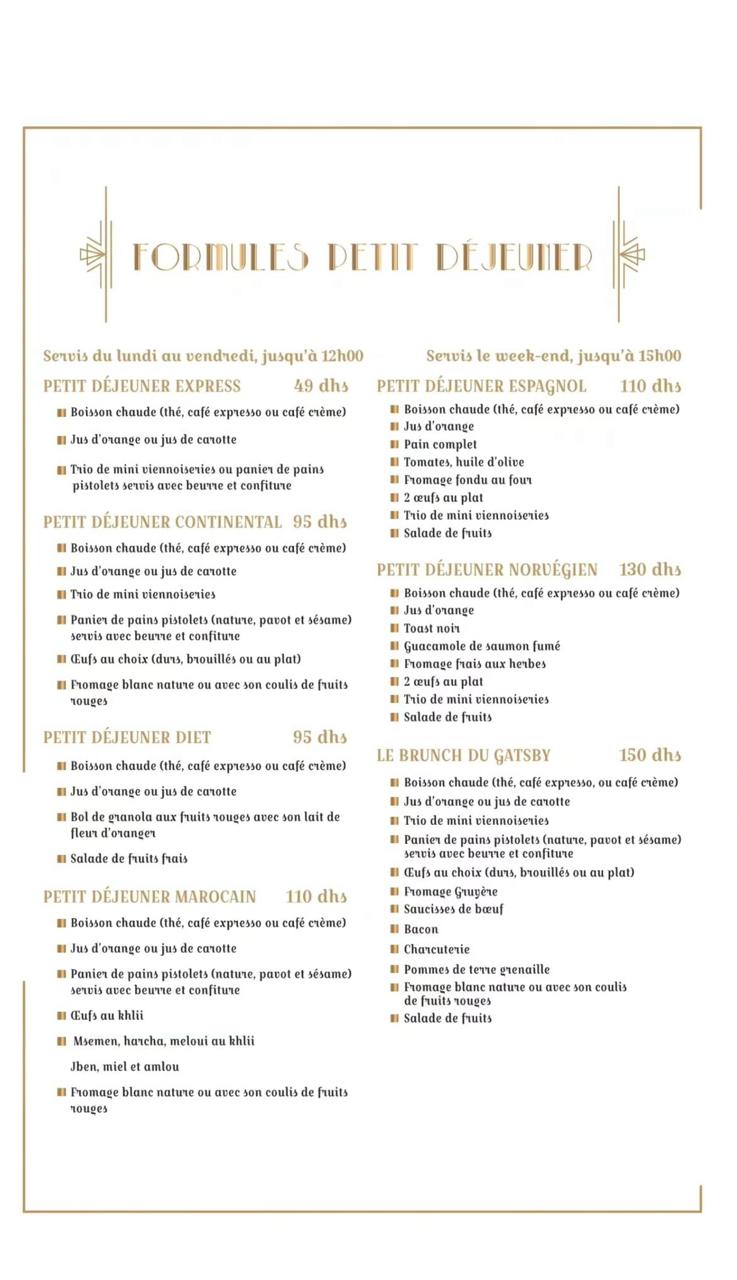 FORMULES PETIT DÉJEUNER
Servis du lundi au vendredi, jusqu'à 12h00
PETIT DÉJEUNER EXPRESS 49 dhs
Boisson chaude (thé, café expresso ou café crème)
Jus d'orange ou jus de carotte
Trio de mini viennoiseries ou panier de pains
pistolets servis avec beurre et confiture
PETIT DÉJEUNER CONTINENTAL 95 dhs
Boisson chaude (thé, café expresso ou café crème)
Jus d'orange ou jus de carotte
Trio de mini viennoiseries
Panier de pains pistolets (nature, pavot et sésame)
servis avec beurre et confiture
Œufs au choix (durs, brouillés ou au plat)
Fromage blanc nature ou avec son coulis de fruits
rouges
PETIT DÉJEUNER DIET 95 dhs
Boisson chaude (thé, café expresso ou café crème)
Jus d'orange ou jus de carotte
Bol de granola aux fruits rouges avec son lait de
fleur d'oranger
Salade de fruits frais
PETIT DÉJEUNER MAROCAIN 110 dhs
Boisson chaude (thé, café expresso ou café crème)
Jus d'orange ou jus de carotte
Panier de pains pistolets (nature, pavot et sésame)
servis avec beurre et confiture
Œufs au khlii
Msemen, harcha, meloui au khlii
Jben, miel et amlou
Fromage blanc nature ou avec son coulis de fruits
rouges
Servis le week-end, jusqu'à 15h00
PETIT DÉJEUNER ESPAGNOL 110 dhs
Boisson chaude (thé, café expresso ou café crème)
Jus d'orange
Pain complet
Tomates, huile d'olive
Fromage fondu au four
2 œufs au plat
Trio de mini viennoiseries
Salade de fruits
PETIT DÉJEUNER NORVÉGIEN 130 dhs
Boisson chaude (thé, café expresso ou café crème)
Jus d'orange
Toast noir
Guacamole de saumon fumé
Fromage frais aux herbes
2 œufs au plat
Trio de mini viennoiseries
Salade de fruits
LE BRUNCH DU GATSBY 150 dhs
Boisson chaude (thé, café expresso, ou café crème)
Jus d'orange ou jus de carotte
Trio de mini viennoiseries
Panier de pains pistolets (nature, pavot et sésame)
servis avec beurre et confiture
Œufs au choix (durs, brouillés ou au plat)
Fromage Gruyère
Saucisses de bœuf
Bacon
Charcuterie
Pommes de terre grenaille
Fromage blanc nature ou avec son coulis
de fruits rouges
Salade de fruits